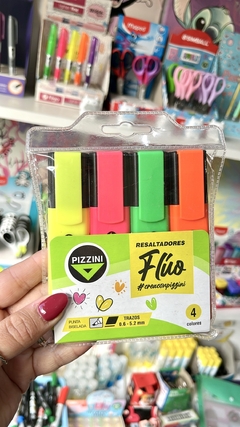 PIZZINI
RESALTADORES
Flúo
#creaconpizzini
PUNTA
BISELADA
TRAZOS
0.6 - 5.2 mm
4
colores